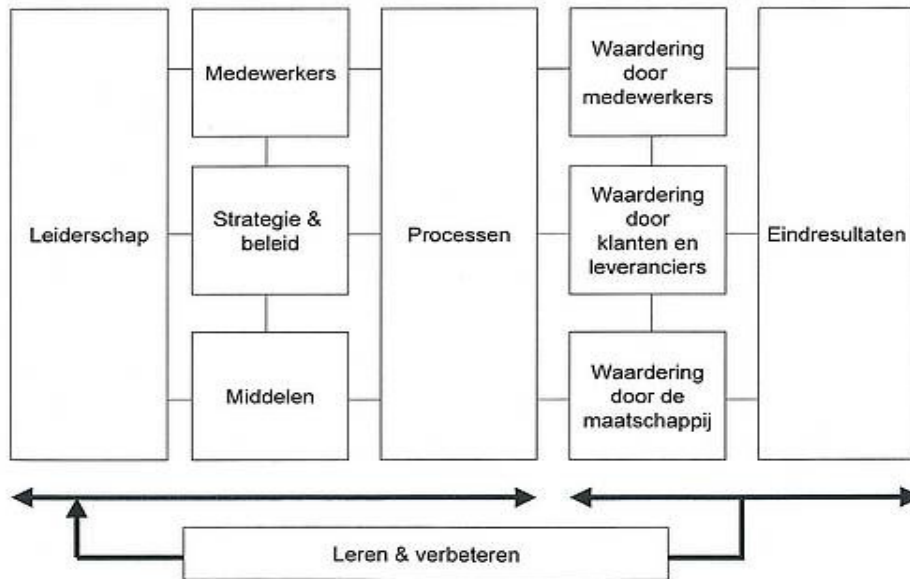 Leiderschap
Medewerkers
Strategie &
beleid
Middelen
Processen
Waardering
door
medewerkers
Waardering
door
klanten en
leveranciers
Waardering
door de
maatschappij
Eindresultaten
Leren & verbeteren